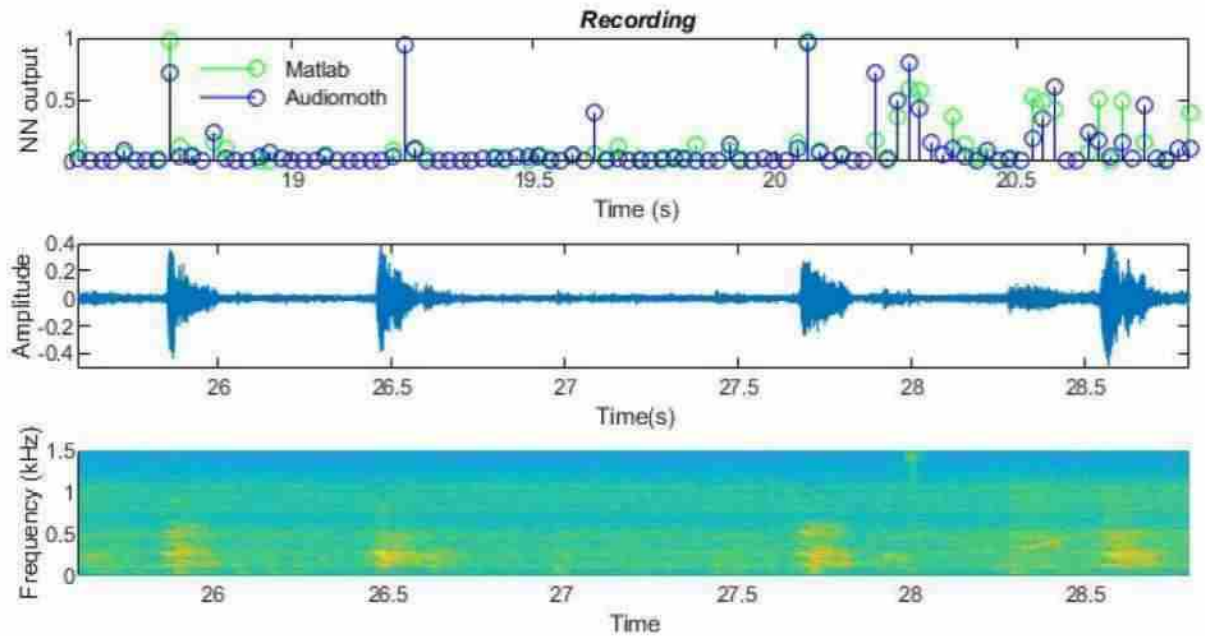 Recording
NN output
1
0.5
0
Matlab
Audiomoth
19 19.5 20 20.5
Time (s)
Amplitude
0.4
0.2
0
-0.2
-0.4
26 26.5 27 27.5 28 28.5
Time(s)
Frequency (kHz)
1.5
1
0.5
0
26 26.5 27 27.5 28 28.5
Time